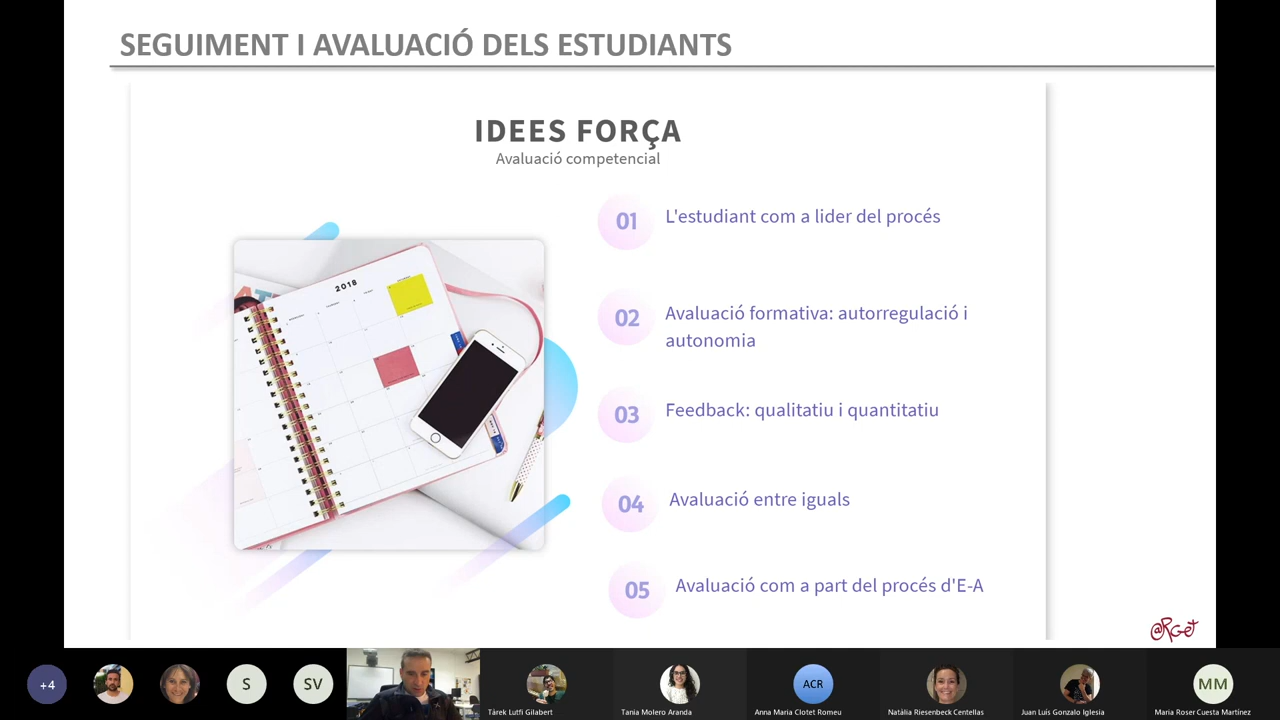 SEGUIMENT I AVALUACIÓ DELS ESTUDIANTS
IDEES FORÇA
Avaluació competencial
2018
01 L'estudiant com a lider del procés
02 Avaluació formativa: autorregulació i
autonomia
03 Feedback: qualitatiu i quantitatiu
04 Avaluació entre iguals
05 Avaluació com a part del procés d'E-A
@RGet
+4
S
SV
Tàrek Lutfi Gilabert
Tania Molero Aranda
ACR
Anna Maria Clotet Romeu
Natàlia Riesenbeck Centellas
Juan Luís Gonzalo Iglesia
MM
Maria Roser Cuesta Martínez